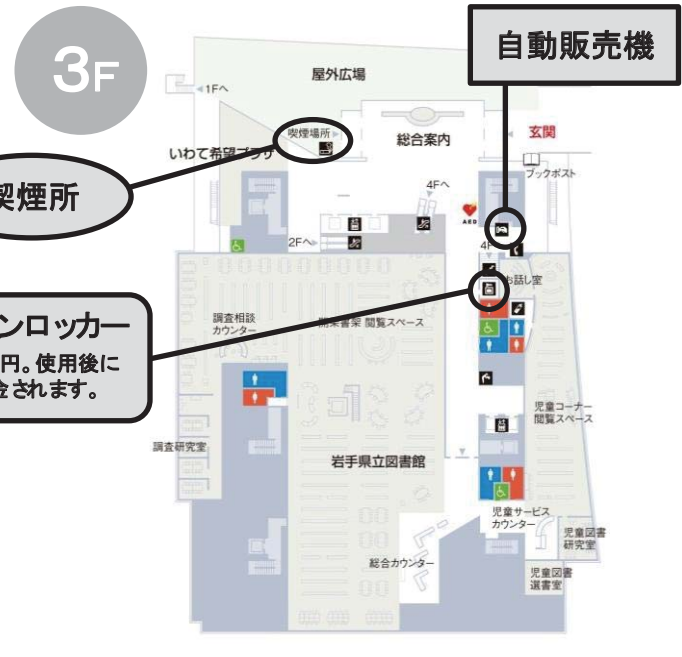 3F
自動販売機
屋外広場
1Fへ
喫煙場所
総合案内
玄関
いわて希望プラザ
ブックポスト
喫煙所
4Fへ
AED
2Fへ
4F
お話し室
ンロッカー
円。使用後に
されます。
調査相談
カウンター
開架書架 閲覧スペース
児童コーナー
閲覧スペース
調査研究室
岩手県立図書館
児童サービス
カウンター
総合カウンター
児童図書
研究室
児童図書
選書室